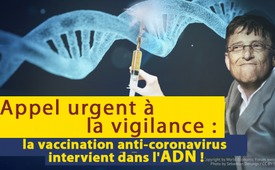 Appel urgent à
la vigilance :
la vaccination anti-coronavirus
intervient dans l'ADN !